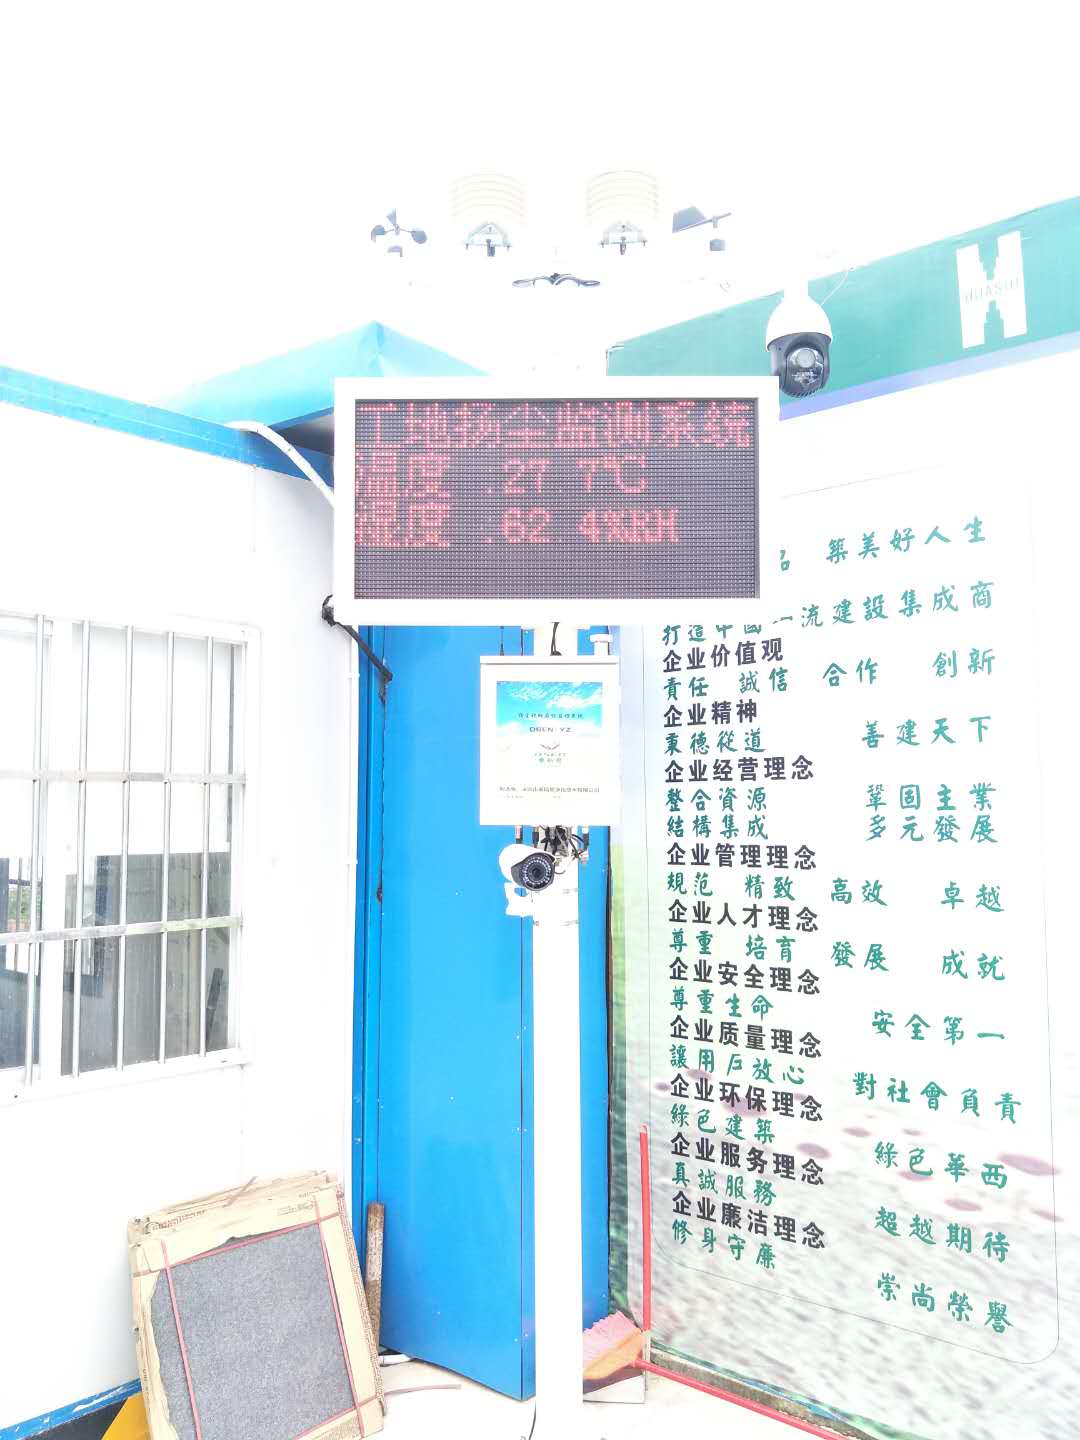 HUASHI
工地扬尘监测系统
温度 .27 7℃
湿度 .62 4%RH
OSEN-YZ
築美好人生
打造中國一流建設集成商
企业价值观
責任 誠信 合作 創新
企业精神
秉德從道 善建天下
企业经营理念
整合資源 鞏固主業
結構集成 多元發展
企业管理理念
規范 精致 高效 卓越
企业人才理念
尊重 培育 發展 成就
企业安全理念
尊重生命 安全第一
企业质量理念
讓用戶放心 對社會負責
企业环保理念
綠色建築 綠色華西
企业服务理念
真誠服務 超越期待
企业廉洁理念
修身守廉 崇尚榮譽